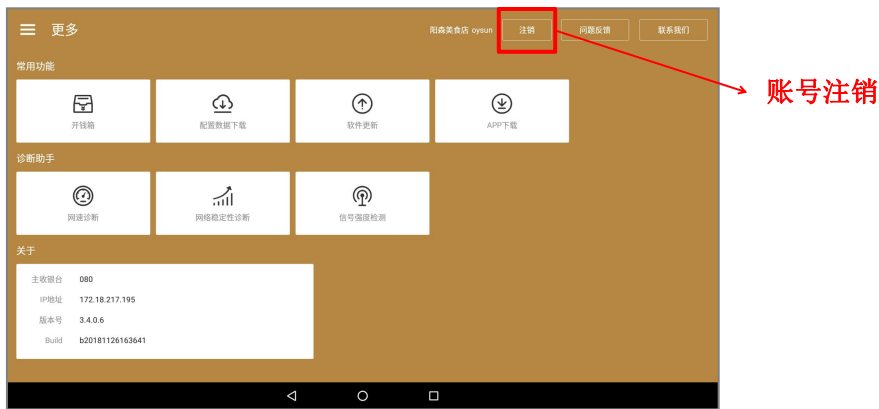 更多
阳森美食店 oysun
注销
问题反馈
联系我们
账号注销
常用功能
开钱箱
配置数据下载
软件更新
APP下载
诊断助手
网速诊断
网络稳定性诊断
信号强度检测
关于
主收银台 080
IP地址 172.18.217.195
版本号 3.4.0.6
Build b20181126163641